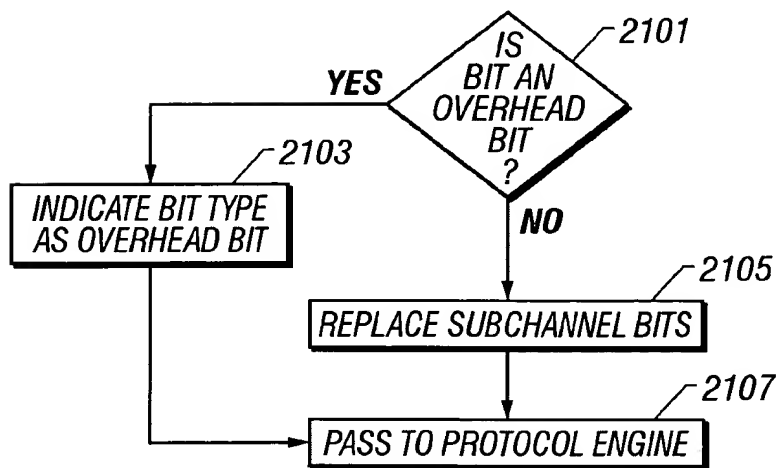 2101
IS
BIT AN
OVERHEAD
BIT
?
YES
2103
INDICATE BIT TYPE
AS OVERHEAD BIT
NO
2105
REPLACE SUBCHANNEL BITS
2107
PASS TO PROTOCOL ENGINE